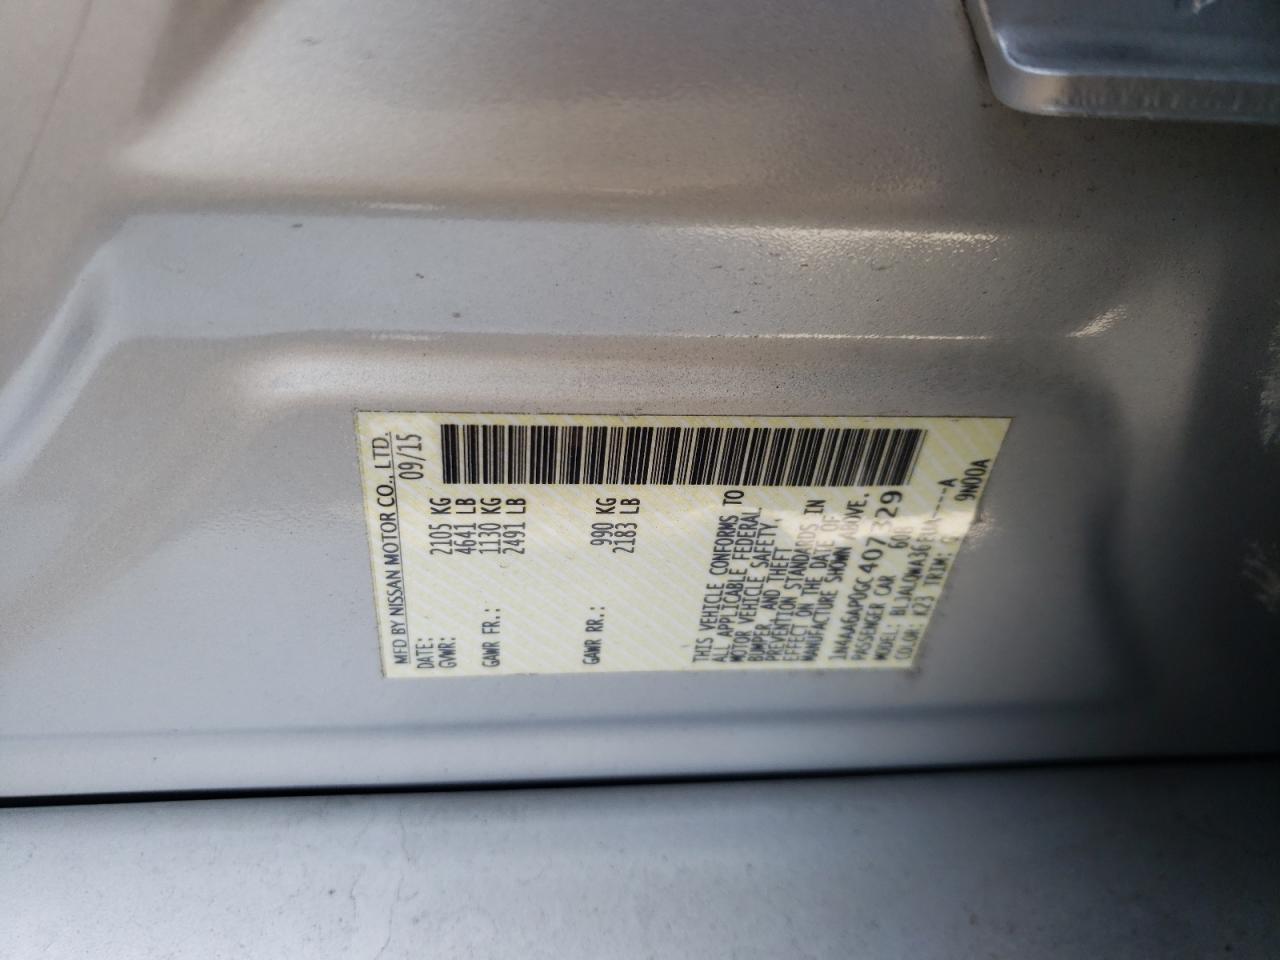 MFD BY NISSAN MOTOR CO., LTD.
DATE: 09/15
GVWR: 2105 KG
4641 LB
GAWR FR.: 1130 KG
2491 LB
GAWR RR.: 990 KG
2183 LB
THIS VEHICLE CONFORMS TO
ALL APPLICABLE FEDERAL
MOTOR VEHICLE SAFETY,
BUMPER, AND THEFT
PREVENTION STANDARDS IN
EFFECT ON THE DATE OF
MANUFACTURE SHOWN ABOVE.
1N4AA6AP0GC407329
PASSENGER CAR 608
MODEL:
COLOR: K23 TRIM: G
9N00A